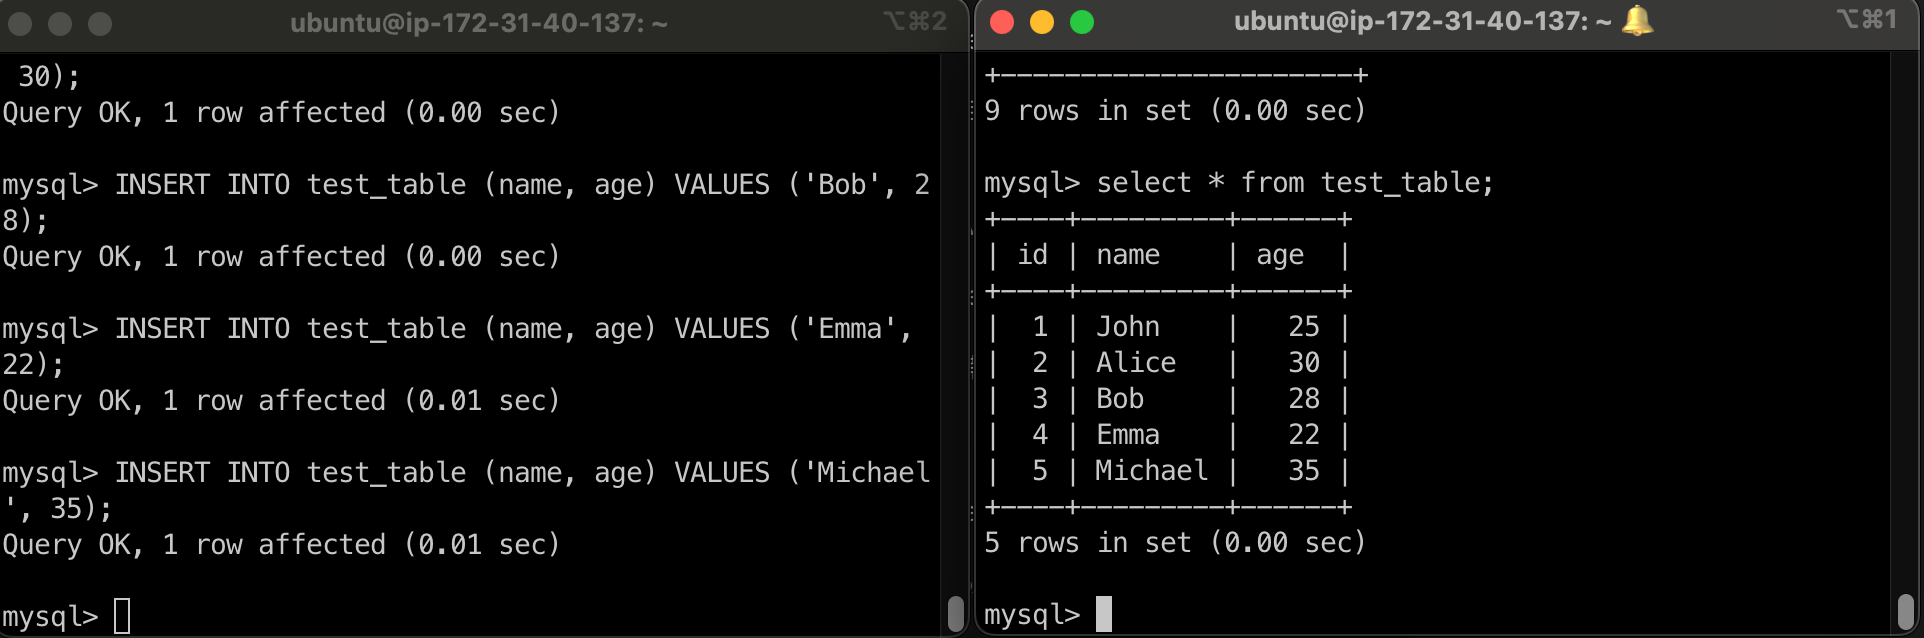 ubuntu@ip-172-31-40-137: ~ ⌥⌘2
 30);
Query OK, 1 row affected (0.00 sec)

mysql> INSERT INTO test_table (name, age) VALUES ('Bob', 2
8);
Query OK, 1 row affected (0.00 sec)

mysql> INSERT INTO test_table (name, age) VALUES ('Emma',
22);
Query OK, 1 row affected (0.01 sec)

mysql> INSERT INTO test_table (name, age) VALUES ('Michael
', 35);
Query OK, 1 row affected (0.01 sec)

mysql>
ubuntu@ip-172-31-40-137: ~ 🔔 ⌥⌘1
+----------------------+
9 rows in set (0.00 sec)

mysql> select * from test_table;
+----+---------+------+
| id | name    | age  |
+----+---------+------+
|  1 | John    |   25 |
|  2 | Alice   |   30 |
|  3 | Bob     |   28 |
|  4 | Emma    |   22 |
|  5 | Michael |   35 |
+----+---------+------+
5 rows in set (0.00 sec)

mysql>